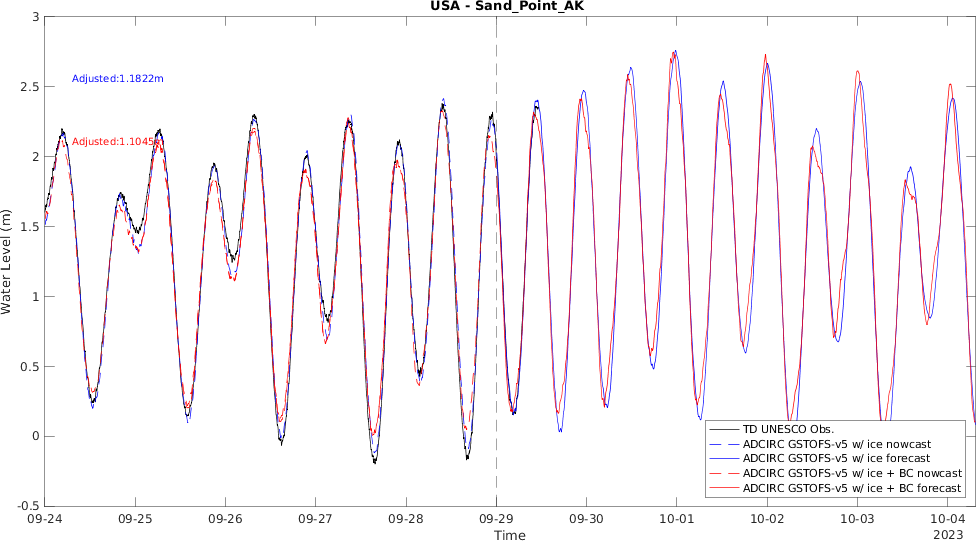 USA - Sand_Point_AK
3
2.5
2
1.5
1
0.5
0
-0.5
Water Level (m)
Adjusted:1.1822m
Adjusted:1.1045m
TD UNESCO Obs.
ADCIRC GSTOFS-v5 w/ ice nowcast
ADCIRC GSTOFS-v5 w/ ice forecast
ADCIRC GSTOFS-v5 w/ ice + BC nowcast
ADCIRC GSTOFS-v5 w/ ice + BC forecast
09-24 09-25 09-26 09-27 09-28 09-29 09-30 10-01 10-02 10-03 10-04
2023
Time